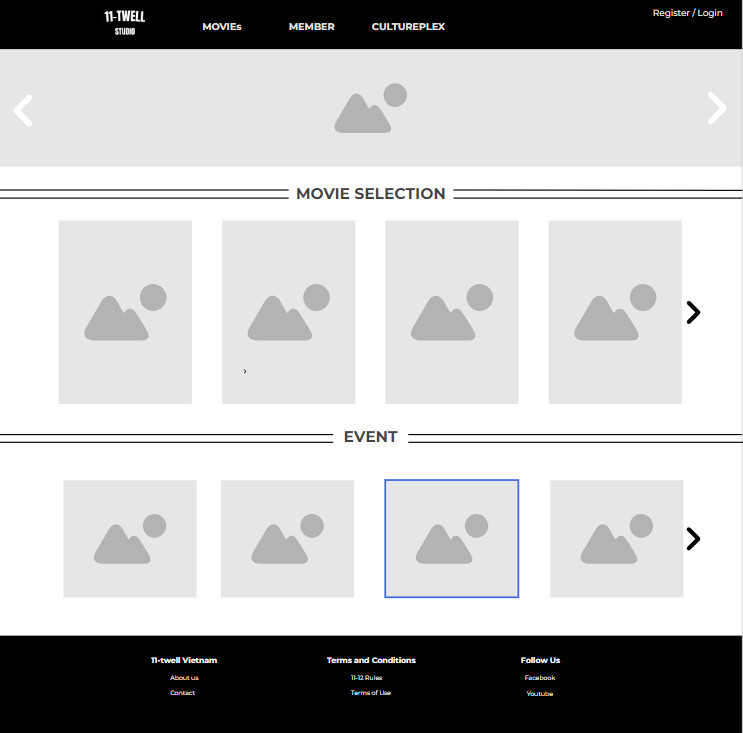 11-TWELL
STUDIO
MOVIEs
MEMBER
CULTUREPLEX
Register / Login
MOVIE SELECTION
EVENT
11-twell Vietnam
About us
Contact
Terms and Conditions
11-12 Rules
Terms of Use
Follow Us
Facebook
Youtube